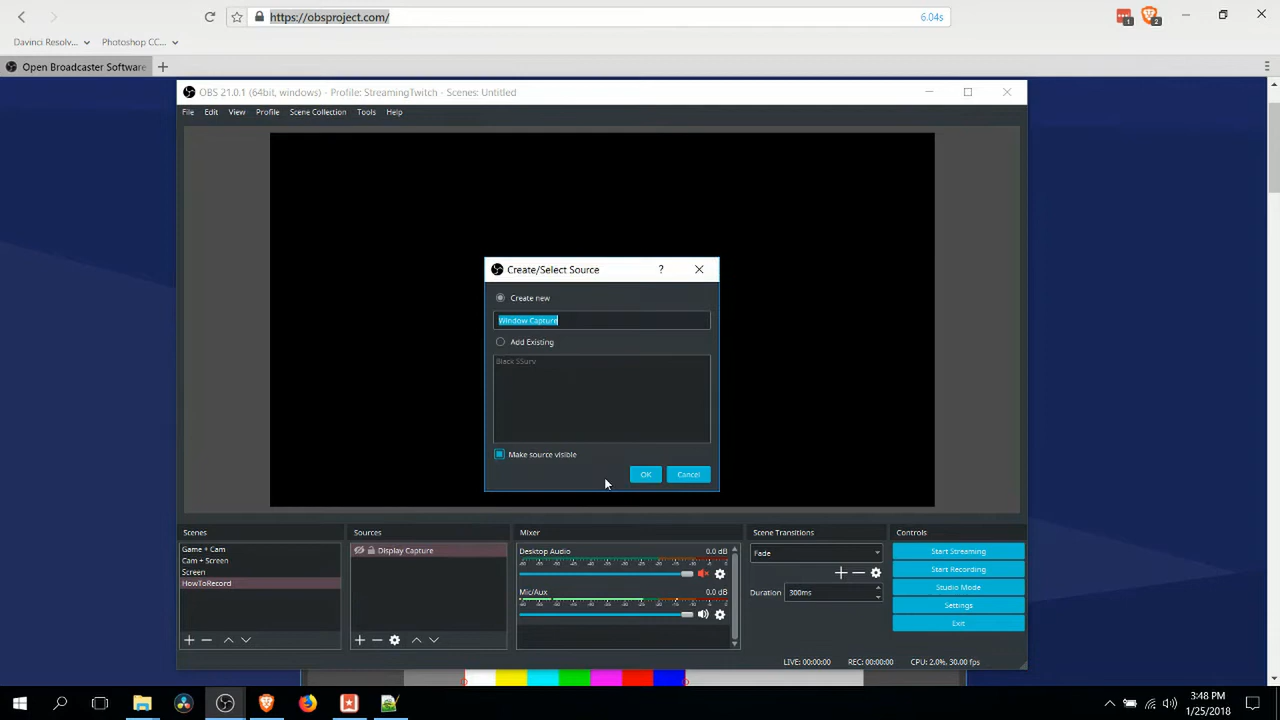 https://obsproject.com/
6.04s
1
2
Davinci Resolv...
Photoshop CC...
Open Broadcaster Software
OBS 21.0.1 (64bit, windows) - Profile: StreamingTwitch - Scenes: Untitled
File Edit View Profile Scene Collection Tools Help
Create/Select Source
?
Create new
Window Capture
Add Existing
Black SSurv
Make source visible
OK
Cancel
Scenes
Game + Cam
Cam + Screen
Screen
HowToRecord
Sources
Display Capture
Mixer
Desktop Audio
0.0 dB
Mic/Aux
0.0 dB
Scene Transitions
Fade
Duration
300ms
Controls
Start Streaming
Start Recording
Studio Mode
Settings
Exit
LIVE: 00:00:00
REC: 00:00:00
CPU: 2.0%, 30.00 fps
3:48 PM
1/25/2018